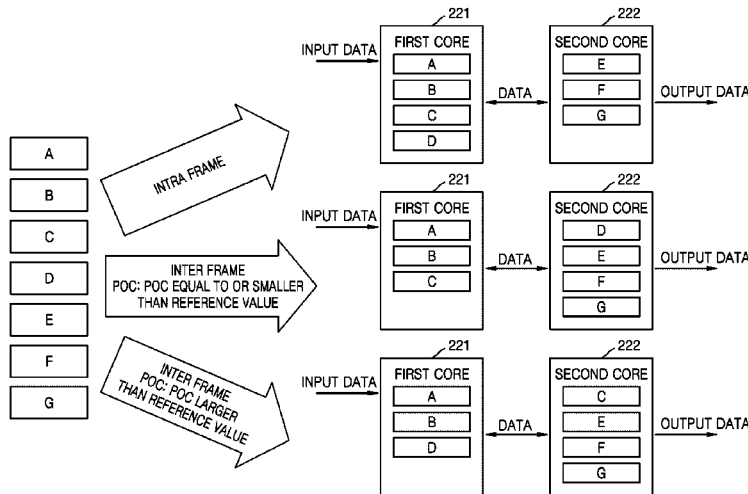 A
B
C
D
E
F
G
INTRA FRAME
INTER FRAME
POC: POC EQUAL TO OR SMALLER
THAN REFERENCE VALUE
INTER FRAME
POC: POC LARGER
THAN REFERENCE VALUE
INPUT DATA
221
FIRST CORE
A
B
C
D
DATA
222
SECOND CORE
E
F
G
OUTPUT DATA
INPUT DATA
221
FIRST CORE
A
B
C
DATA
222
SECOND CORE
D
E
F
G
OUTPUT DATA
INPUT DATA
221
FIRST CORE
A
B
D
DATA
222
SECOND CORE
C
E
F
G
OUTPUT DATA